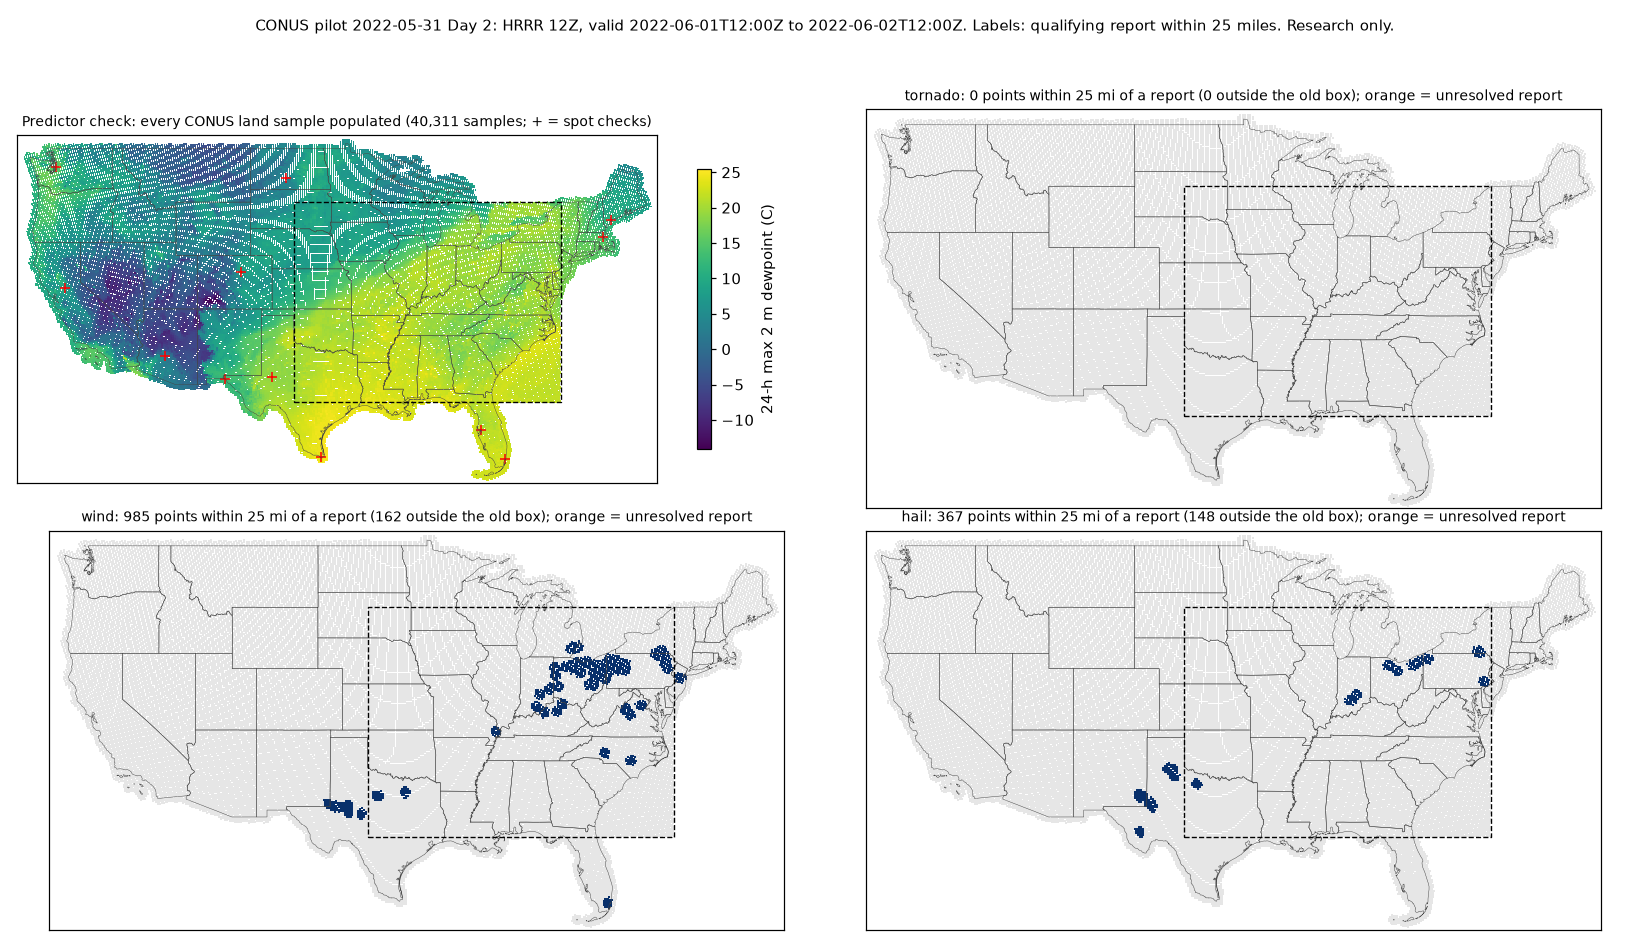 CONUS pilot 2022-05-31 Day 2: HRRR 12Z, valid 2022-06-01T12:00Z to 2022-06-02T12:00Z. Labels: qualifying report within 25 miles. Research only.
Predictor check: every CONUS land sample populated (40,311 samples; + = spot checks)
25
20
15
10
5
0
−5
−10
24-h max 2 m dewpoint (C)
tornado: 0 points within 25 mi of a report (0 outside the old box); orange = unresolved report
wind: 985 points within 25 mi of a report (162 outside the old box); orange = unresolved report
hail: 367 points within 25 mi of a report (148 outside the old box); orange = unresolved report